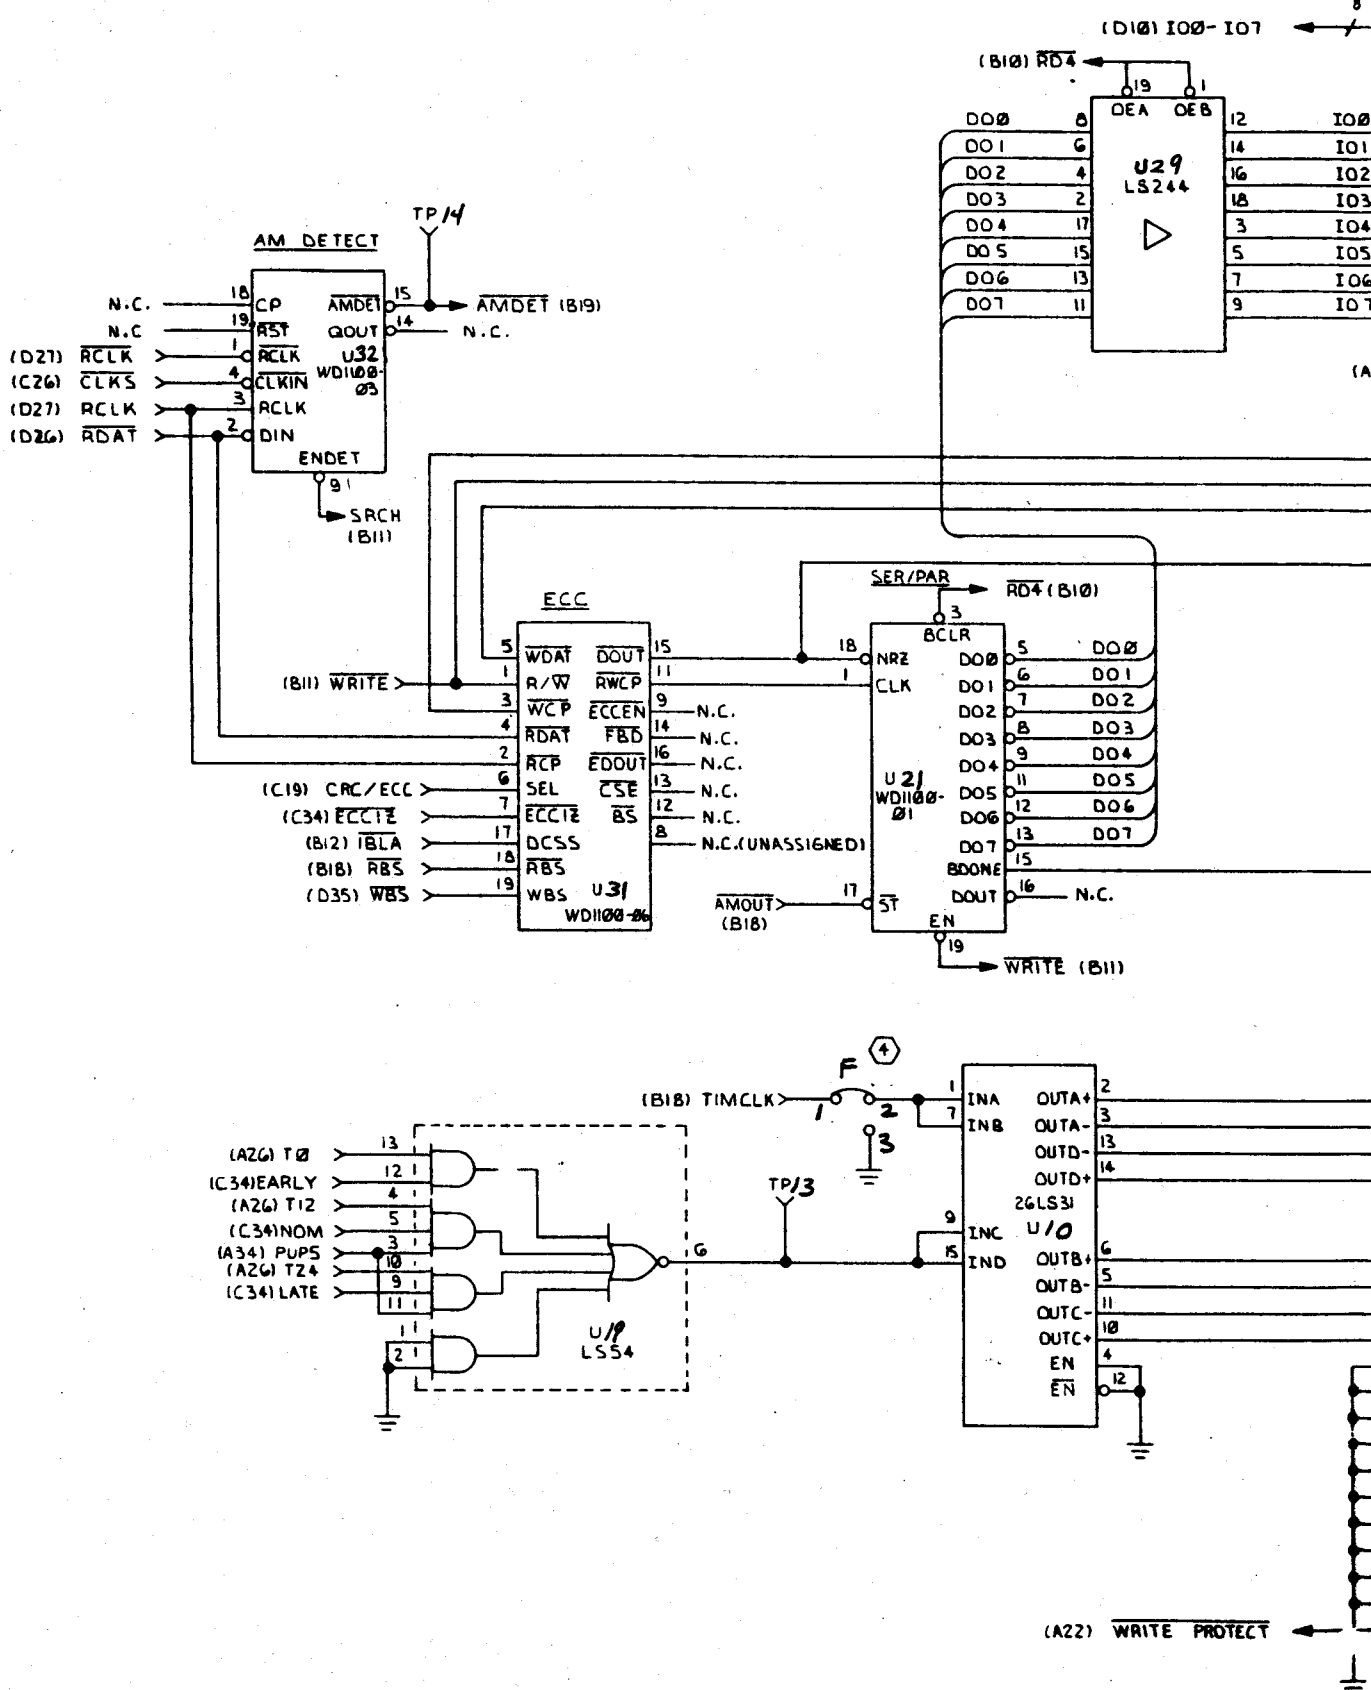 8
(D10) IO0-IO7
(B10) RD4
19 1
OEA OEB
DO0 8 12 IO0
DO1 6 14 IO1
DO2 4 16 IO2
DO3 2 18 IO3
DO4 17 3 IO4
DO5 15 5 IO5
DO6 13 7 IO6
DO7 11 9 IO7
U29
LS244
(A
TP14
AM DETECT
N.C. 18 CP AMDET 15 AMDET (B19)
N.C 19 RST QOUT 14 N.C.
(D27) RCLK 1 RCLK U32
(C26) CLKS 4 CLKIN WD1100-
03
(D27) RCLK 3 RCLK
(D26) RDAT 2 DIN
ENDET
91
SRCH
(B11)
ECC
5 WDAT DOUT 15
(B11) WRITE 1 R/W RWCP 11
3 WCP ECCEN 9 N.C.
4 RDAT FBD 14 N.C.
2 RCP EDOUT 16 N.C.
(C19) CRC/ECC 6 SEL CSE 13 N.C.
(C34) ECCIZ 7 ECCIZ BS 12 N.C.
(B12) IBLA 17 DCSS 8 N.C.(UNASSIGNED)
(B18) RBS 18 RBS
(D35) WBS 19 WBS U31
WD1100-06
SER/PAR
RD4 (B10)
3
BCLR
18 NRZ DO0 5 DO0
1 CLK DO1 6 DO1
DO2 7 DO2
DO3 8 DO3
DO4 9 DO4
U21 DO5 11 DO5
WD1100-
01
DO6 12 DO6
DO7 13 DO7
BDONE 15
AMOUT 17 ST DOUT 16 N.C.
(B18)
EN
19
WRITE (B11)
4
F
(B18) TIMCLK 1 2
3
1 INA OUTA+ 2
7 INB OUTA- 3
OUTD- 13
OUTD+ 14
26LS31
U10
9 INC
15 IND OUTB+ 6
OUTB- 5
OUTC- 11
OUTC+ 10
EN 4
EN 12
(A26) T0 13
(C34)EARLY 12
(A26) T12 4
(C34)NOM 5
(A34) PUP5 3
(A26) T24 10
(C34) LATE 9
11
1
2
6
TP13
U19
LS54
(A22) WRITE PROTECT